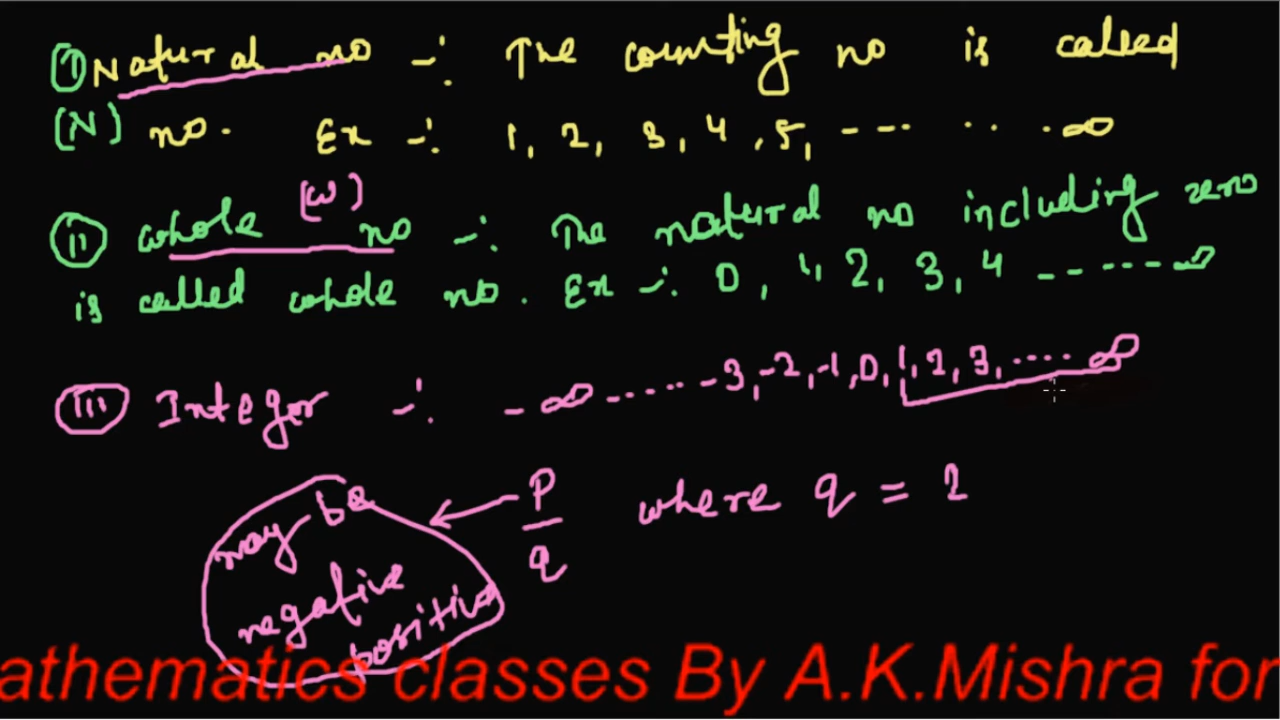 (i) Natural no -: The counting no is called
(N) no. Ex -: 1, 2, 3, 4, 5, --- .. . ∞
(ii) whole (W) no -: The natural no including zero
is called whole no. Ex -: 0, 1, 2, 3, 4 ------ ∞
(iii) Integer -: - ∞ ...... -3, -2, -1, 0, 1, 2, 3, .... ∞
may be negative positive ← P/q where q = 1
athematics classes By A.K.Mishra for